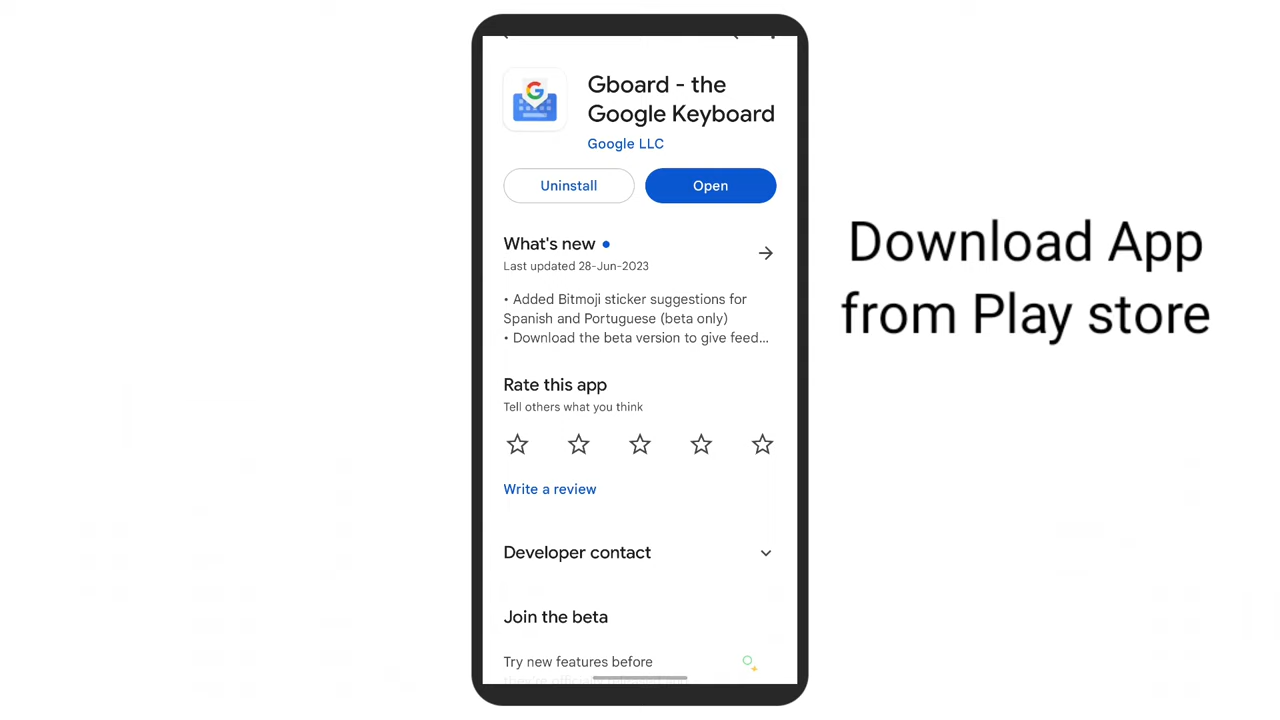 Gboard - the
Google Keyboard
Google LLC
Uninstall
Open
What's new
Last updated 28-Jun-2023
• Added Bitmoji sticker suggestions for
Spanish and Portuguese (beta only)
• Download the beta version to give feed...
Rate this app
Tell others what you think
Write a review
Developer contact
Join the beta
Try new features before
Download App
from Play store